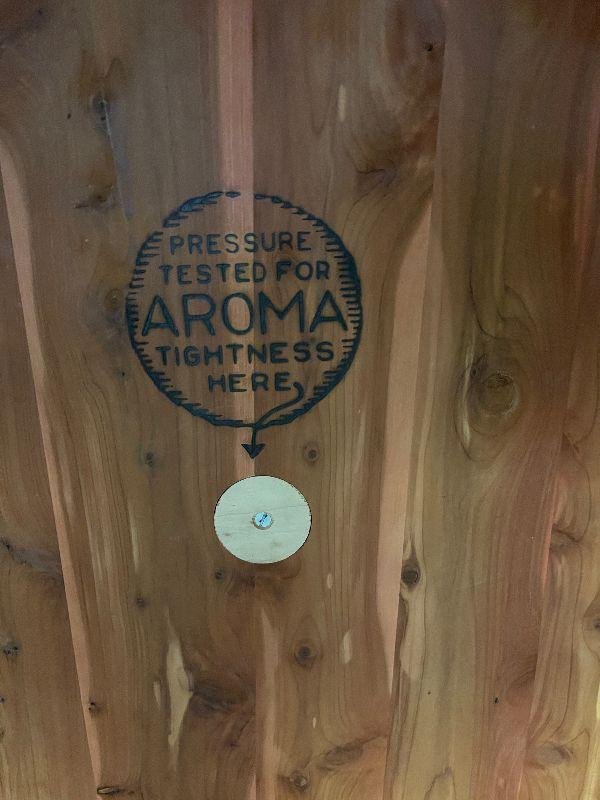 PRESSURE
TESTED FOR
AROMA
TIGHTNESS
HERE